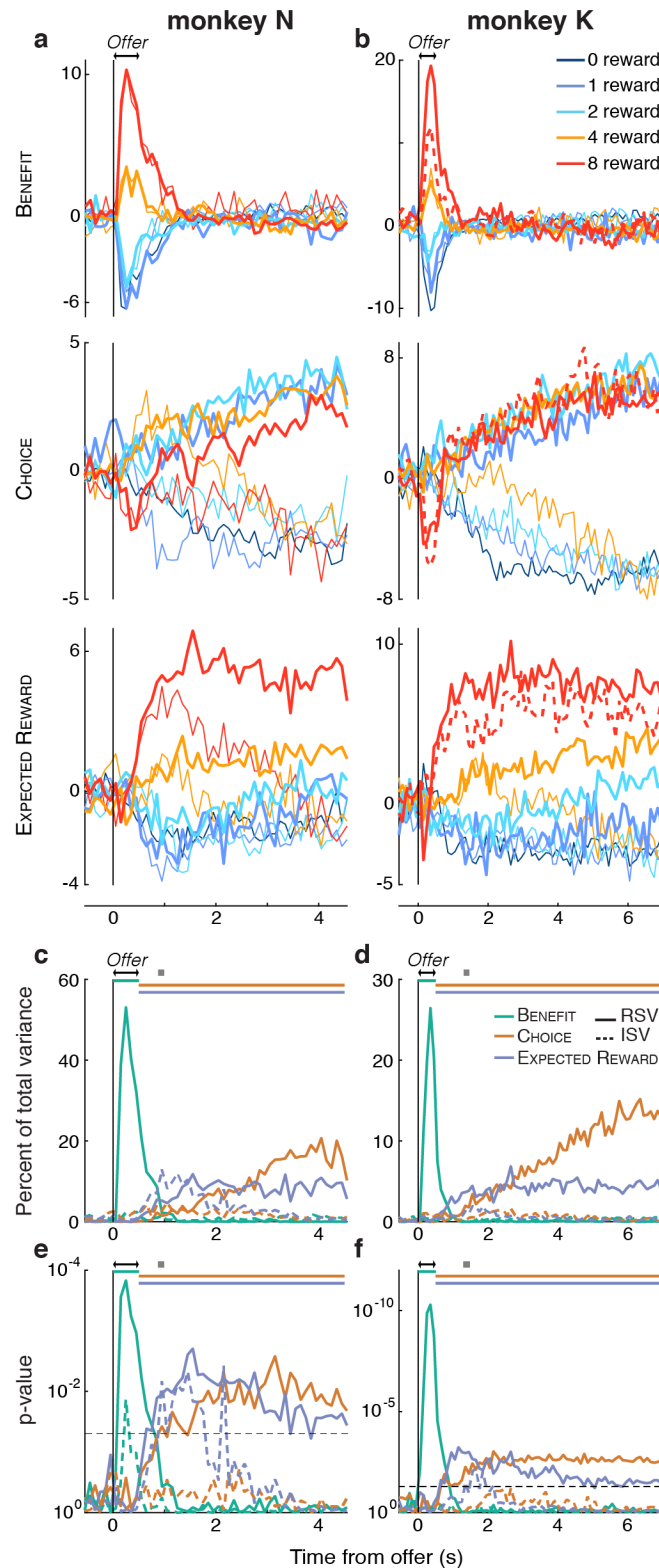 monkey N
monkey K
a
b
Offer
Offer
BENEFIT
10
0
-6
20
10
0
-10
0 reward
1 reward
2 reward
4 reward
8 reward
CHOICE
5
0
-5
8
0
-8
EXPECTED REWARD
6
0
-4
10
0
-5
0
2
4
0
2
4
6
c
d
Offer
Percent of total variance
60
40
20
0
30
20
10
0
BENEFIT
CHOICE
EXPECTED REWARD
RSV
ISV
0
2
4
0
2
4
6
e
f
p-value
10-4
10-2
100
10-10
10-5
100
0
2
4
0
2
4
6
Time from offer (s)